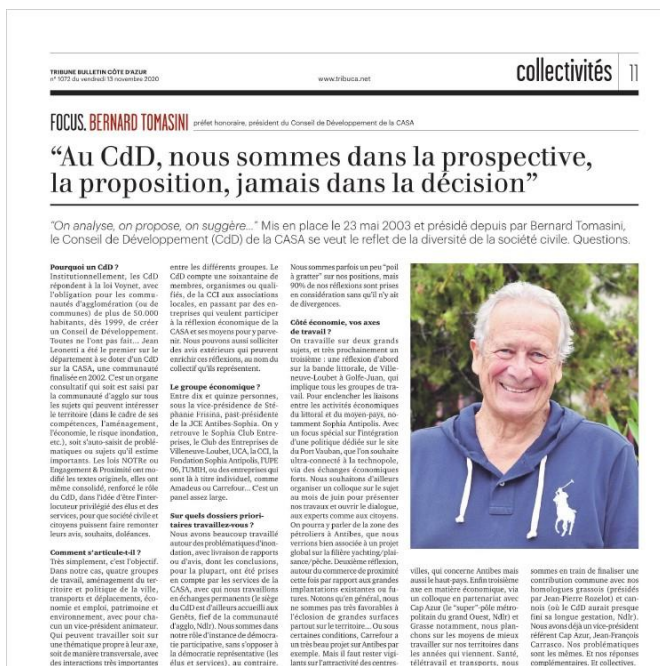 TRIBUNE BULLETIN CÔTE D'AZUR
n° 1072 du vendredi 13 novembre 2020
www.tribuca.net
collectivités 11
FOCUS. BERNARD TOMASINI préfet honoraire, président du Conseil de Développement de la CASA
“Au CdD, nous sommes dans la prospective,
la proposition, jamais dans la décision”
"On analyse, on propose, on suggère..." Mis en place le 23 mai 2003 et présidé depuis par Bernard Tomasini,
le Conseil de Développement (CdD) de la CASA se veut le reflet de la diversité de la société civile. Questions.
Pourquoi un CdD ?
Institutionnellement, les CdD
répondent à la loi Voynet, avec
l'obligation pour les commu-
nautés d'agglomération (ou de
communes) de plus de 50.000
habitants, dès 1999, de créer
un Conseil de Développement.
Toutes ne l'ont pas fait... Jean
Leonetti a été le premier sur le
département à se doter d'un CdD
sur la CASA, une communauté
finalisée en 2002. C'est un organe
consultatif qui soit est saisi par
la communauté d'agglo sur tous
les sujets qui peuvent intéresser
le territoire (dans le cadre de ses
compétences, l'aménagement,
l'économie, le risque inondation,
etc.), soit s'auto-saisit de problé-
matiques ou sujets qu'il estime
importants. Les lois NOTRe ou
Engagement & Proximité ont mo-
difié les textes originels, elles ont
même consolidé, renforcé le rôle
du CdD, dans l'idée d'être l'inter-
locuteur privilégié des élus et des
services, pour que société civile et
citoyens puissent faire remonter
leurs avis, souhaits, doléances.
Comment s'articule-t-il ?
Très simplement, c'est l'objectif.
Dans notre cas, quatre groupes
de travail, aménagement du ter-
ritoire et politique de la ville,
transports et déplacement, éco-
nomie et emploi, patrimoine et
environnement, avec pour cha-
cun un vice-président animateur.
Qui peuvent travailler soit sur
une thématique propre à leur axe,
soit de manière transversale, avec
des interactions très importantes
entre les différents groupes. Le
CdD compte une soixantaine de
membres, organismes ou quali-
fiés, de la CCI aux associations
locales, en passant par des en-
treprises qui veulent participer
à la réflexion économique de la
CASA et ses moyens pour y parve-
nir. Nous pouvons aussi solliciter
des avis extérieurs qui peuvent
enrichir ces réflexions, au nom du
collectif qu'ils représentent.
Le groupe économique ?
Entre dix et quinze personnes,
sous la vice-présidence de Sté-
phanie Frisina, past-présidente
de la JCE Antibes-Sophia. On y
retrouve le Sophia Club Entre-
prises, le Club des Entreprises de
Villeneuve-Loubet, UCA, la CCI, la
Fondation Sophia Antipolis, l'UPE
06, l'UMIH, ou des entreprises qui
sont là à titre individuel, comme
Amadeus ou Carrefour... C'est un
panel assez large.
Sur quels dossiers priori-
taires travaillez-vous ?
Nous avons beaucoup travaillé
autour des problématiques d'inon-
dation, avec livraison de rapports
ou d'avis, dont les conclusions,
pour la plupart, ont été prises
en compte par les services de la
CASA, avec qui nous travaillons
en échanges permanents (le siège
du CdD est d'ailleurs accueilli aux
Genêts, fief de la communauté
d'agglo, Ndlr). Nous sommes dans
notre rôle d'instance de démocra-
tie participative, sans s'opposer à
la démocratie représentative (les
élus et services), au contraire.
Nous sommes parfois un peu “poil
à gratter” sur nos positions, mais
90% de nos réflexions sont prises
en considération sans qu'il n'y ait
de divergences.
Côté économie, vos axes
de travail ?
On travaille sur deux grands
sujets, et très prochainement un
troisième : une réflexion d'abord
sur la bande littorale, de Ville-
neuve-Loubet à Golfe-Juan, qui
implique tous les groupes de tra-
vail. Pour enclencher les liaisons
entre les activités économiques
du littoral et du moyen-pays, no-
tamment Sophia Antipolis. Avec
un focus spécial sur l'intégration
d'une politique dédiée sur le site
du Port Vauban, que l'on souhaite
ultra-connecté à la technopole,
via des échanges économiques
forts. Nous souhaitons d'ailleurs
organiser un colloque sur le sujet
au mois de juin pour présenter
nos travaux et ouvrir le dialogue,
aux experts comme aux citoyens.
On pourra y parler de la zone des
pétroliers à Antibes, que nous
verrions bien associée à un projet
global sur la filière yachting/plai-
sance/pêche. Deuxième réflexion,
autour du commerce de proximité
cette fois par rapport aux grandes
implantations existantes ou fu-
tures. Notons qu'en général, nous
ne sommes pas très favorables à
l'éclosion de grandes surfaces
partout sur le territoire... Ou sous
certaines conditions, Carrefour a
un très beau projet sur Antibes par
exemple. Mais il faut rester vigi-
lants sur l'attractivité des centres-
villes, qui concerne Antibes mais
aussi le haut-pays. Enfin troisième
axe en matière économique, via
un colloque en partenariat avec
Cap Azur (le "super"-pôle métro-
politain du grand Ouest, Ndlr) et
Grasse notamment, nous plan-
chons sur les moyens de mieux
travailler sur nos territoires dans
les années qui viennent. Santé,
télétravail et transports, nous
sommes en train de finaliser une
contribution commune avec nos
homologues grassois (présidés
par Jean-Pierre Rozelot) et can-
nois (où le CdD aurait presque
fini sa longue gestation, Ndlr).
Nous avons déjà un vice-président
référent Cap Azur, Jean-François
Carrasco. Nos problématiques
sont les mêmes. Et nos réponses
complémentaires. Si collectives.